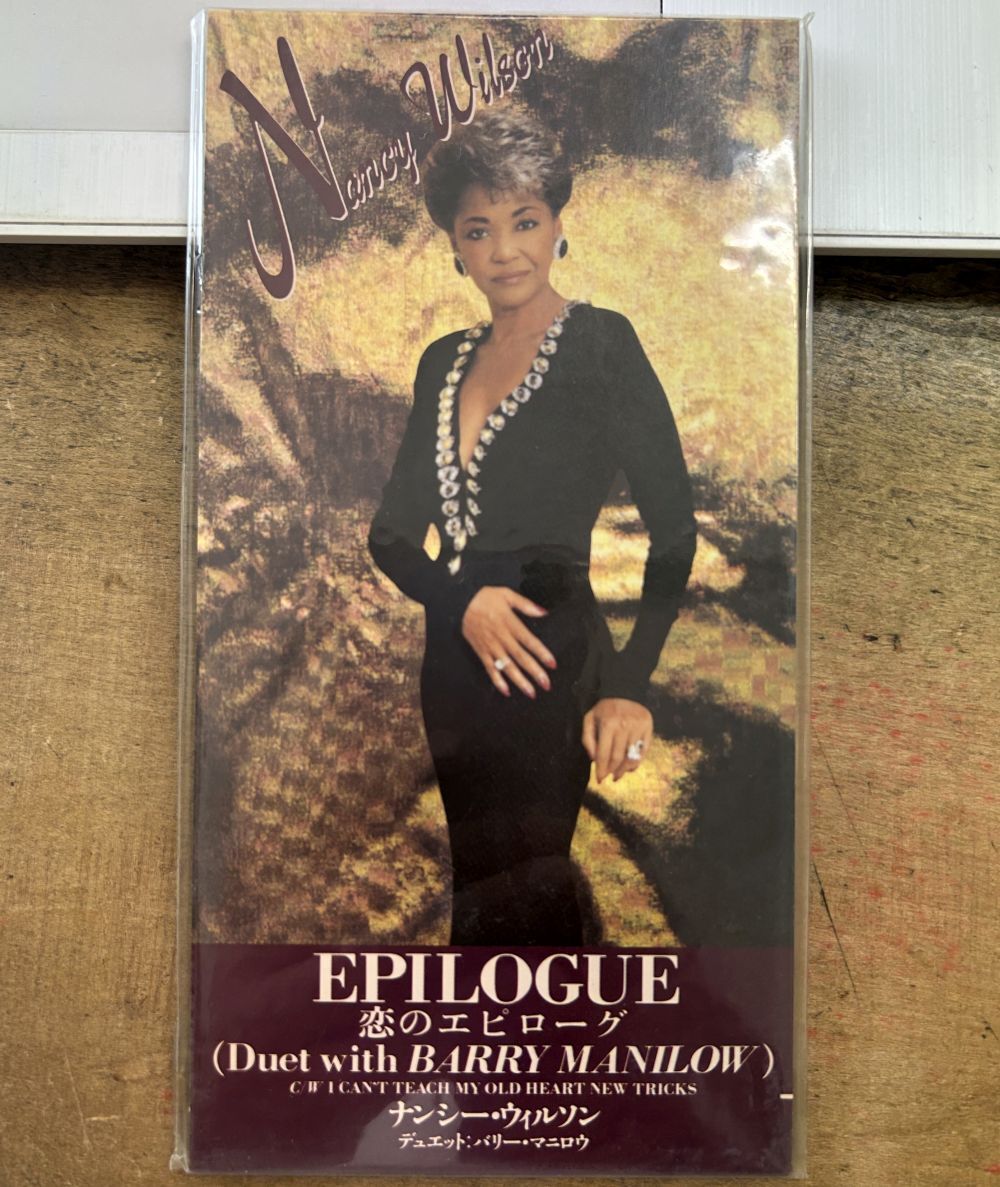 Nancy Wilson
EPILOGUE
恋のエピローグ
(Duet with BARRY MANILOW)
C/W I CAN'T TEACH MY OLD HEART NEW TRICKS
ナンシー・ウィルソン
デュエット:バリー・マニロウ